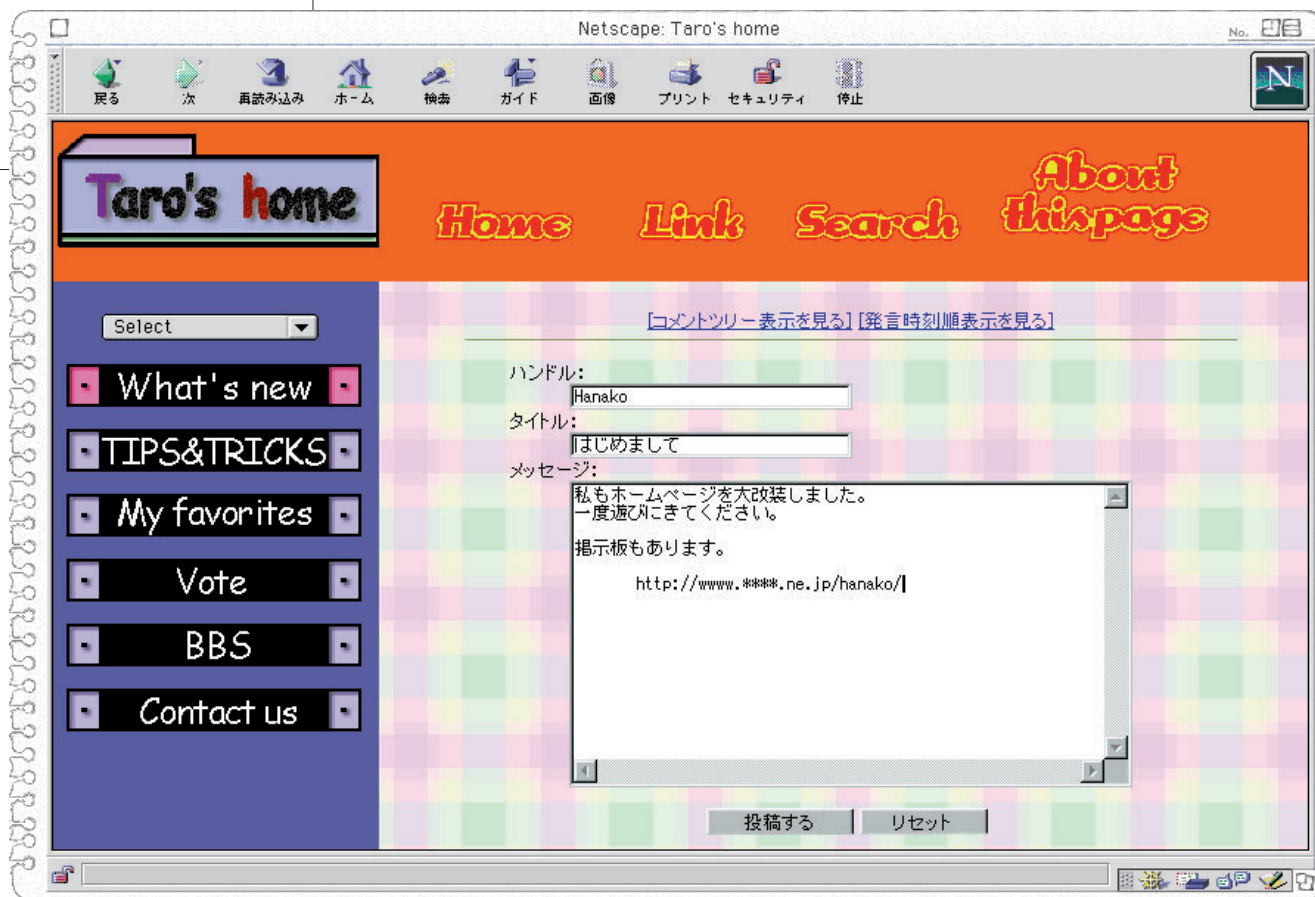 Netscape: Taro's home
No.
戻る 次 再読み込み ホーム 検索 ガイド 画像 プリント セキュリティ 停止
N
Taro's home
Home Link Search About thispage
Select
[コメントツリー表示を見る] [発言時刻順表示を見る]
What's new
TIPS&TRICKS
My favorites
Vote
BBS
Contact us
ハンドル:
Hanako
タイトル:
はじめまして
メッセージ:
私もホームページを大改装しました。
一度遊びにきてください。
掲示板もあります。
http://wwww.****.ne.jp/hanako/
投稿する リセット